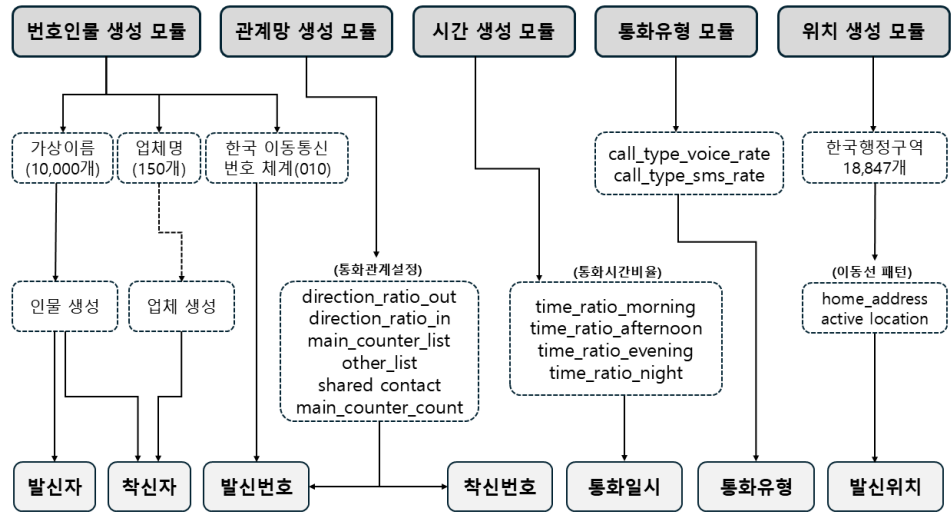 번호인물 생성 모듈
관계망 생성 모듈
시간 생성 모듈
통화유형 모듈
위치 생성 모듈
가상이름
(10,000개)
업체명
(150개)
한국 이동통신
번호 체계(010)
call_type_voice_rate
call_type_sms_rate
한국행정구역
18,847개
인물 생성
업체 생성
(통화관계설정)
direction_ratio_out
direction_ratio_in
main_counter_list
other_list
shared contact
main_counter_count
(통화시간비율)
time_ratio_morning
time_ratio_afternoon
time_ratio_evening
time_ratio_night
(이동선 패턴)
home_address
active location
발신자
착신자
발신번호
착신번호
통화일시
통화유형
발신위치